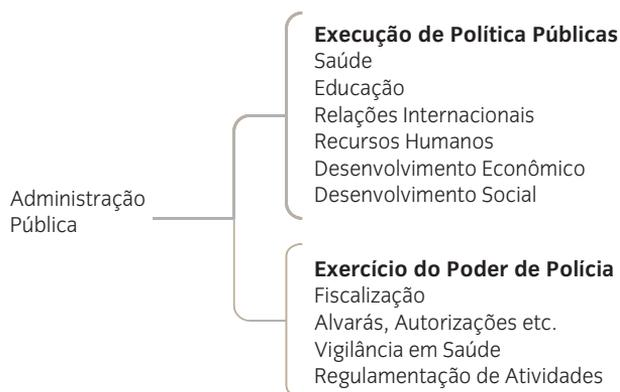 Execução de Política Públicas
Saúde
Educação
Relações Internacionais
Recursos Humanos
Desenvolvimento Econômico
Desenvolvimento Social
Administração
Pública
Exercício do Poder de Polícia
Fiscalização
Alvarás, Autorizações etc.
Vigilância em Saúde
Regulamentação de Atividades